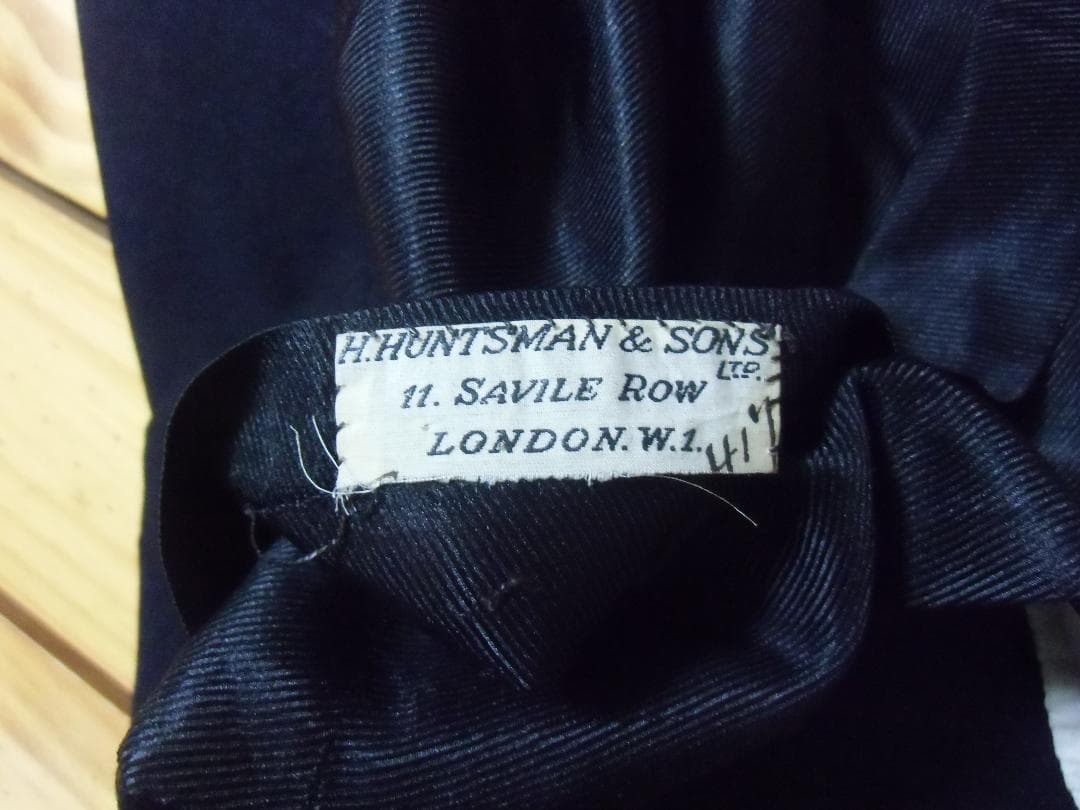 H. HUNTSMAN & SONS
LTD.
11. SAVILE ROW
LONDON. W.1.